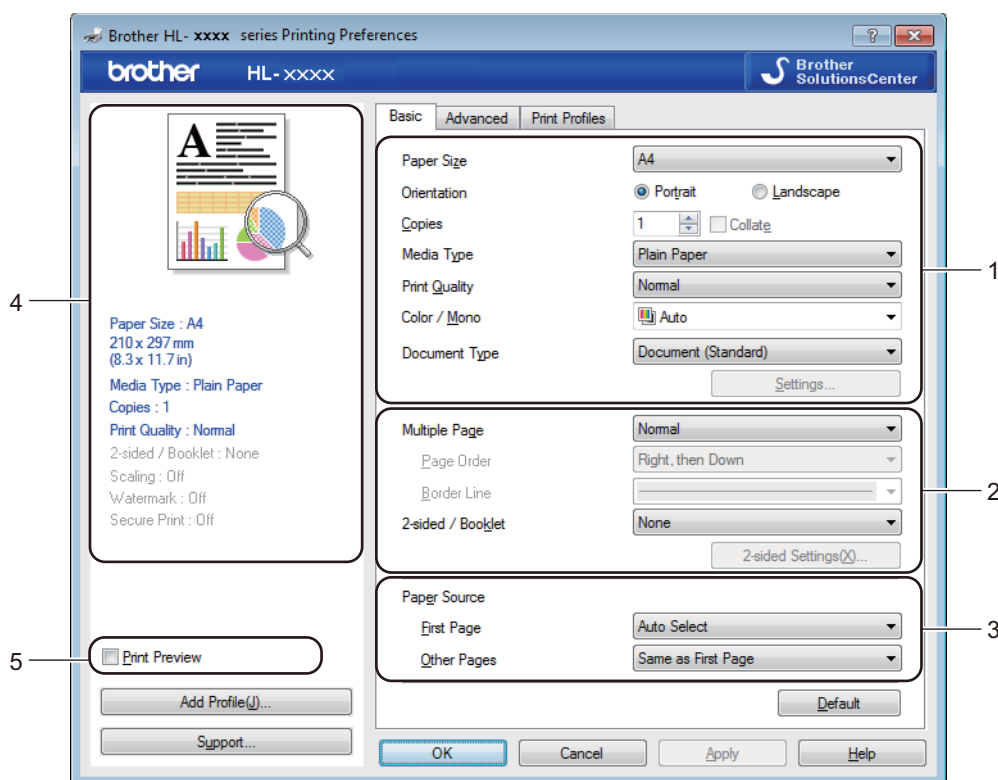 Brother HL- xxxx series Printing Preferences
brother HL-xxxx
Brother
SolutionsCenter
A
Paper Size : A4
210 x 297 mm
(8.3 x 11.7 in)
Media Type : Plain Paper
Copies : 1
Print Quality : Normal
2-sided / Booklet : None
Scaling : Off
Watermark : Off
Secure Print : Off
4
Print Preview
5
Add Profile(J)...
Support...
Basic Advanced Print Profiles
Paper Size A4
Orientation Portrait Landscape
Copies 1 Collate
Media Type Plain Paper
1
Print Quality Normal
Color / Mono Auto
Document Type Document (Standard)
Settings...
Multiple Page Normal
Page Order Right, then Down
Border Line
2
2-sided / Booklet None
2-sided Settings(X)...
Paper Source
First Page Auto Select
3
Other Pages Same as First Page
Default
OK Cancel Apply Help